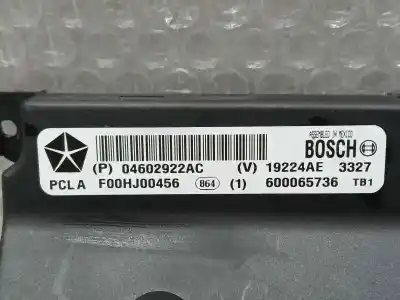 ASSEMBLED IN MEXICO
BOSCH
(P) 04602922AC (V) 19224AE 3327
PCLA F00HJ00456 864 (1) 600065736 TB1